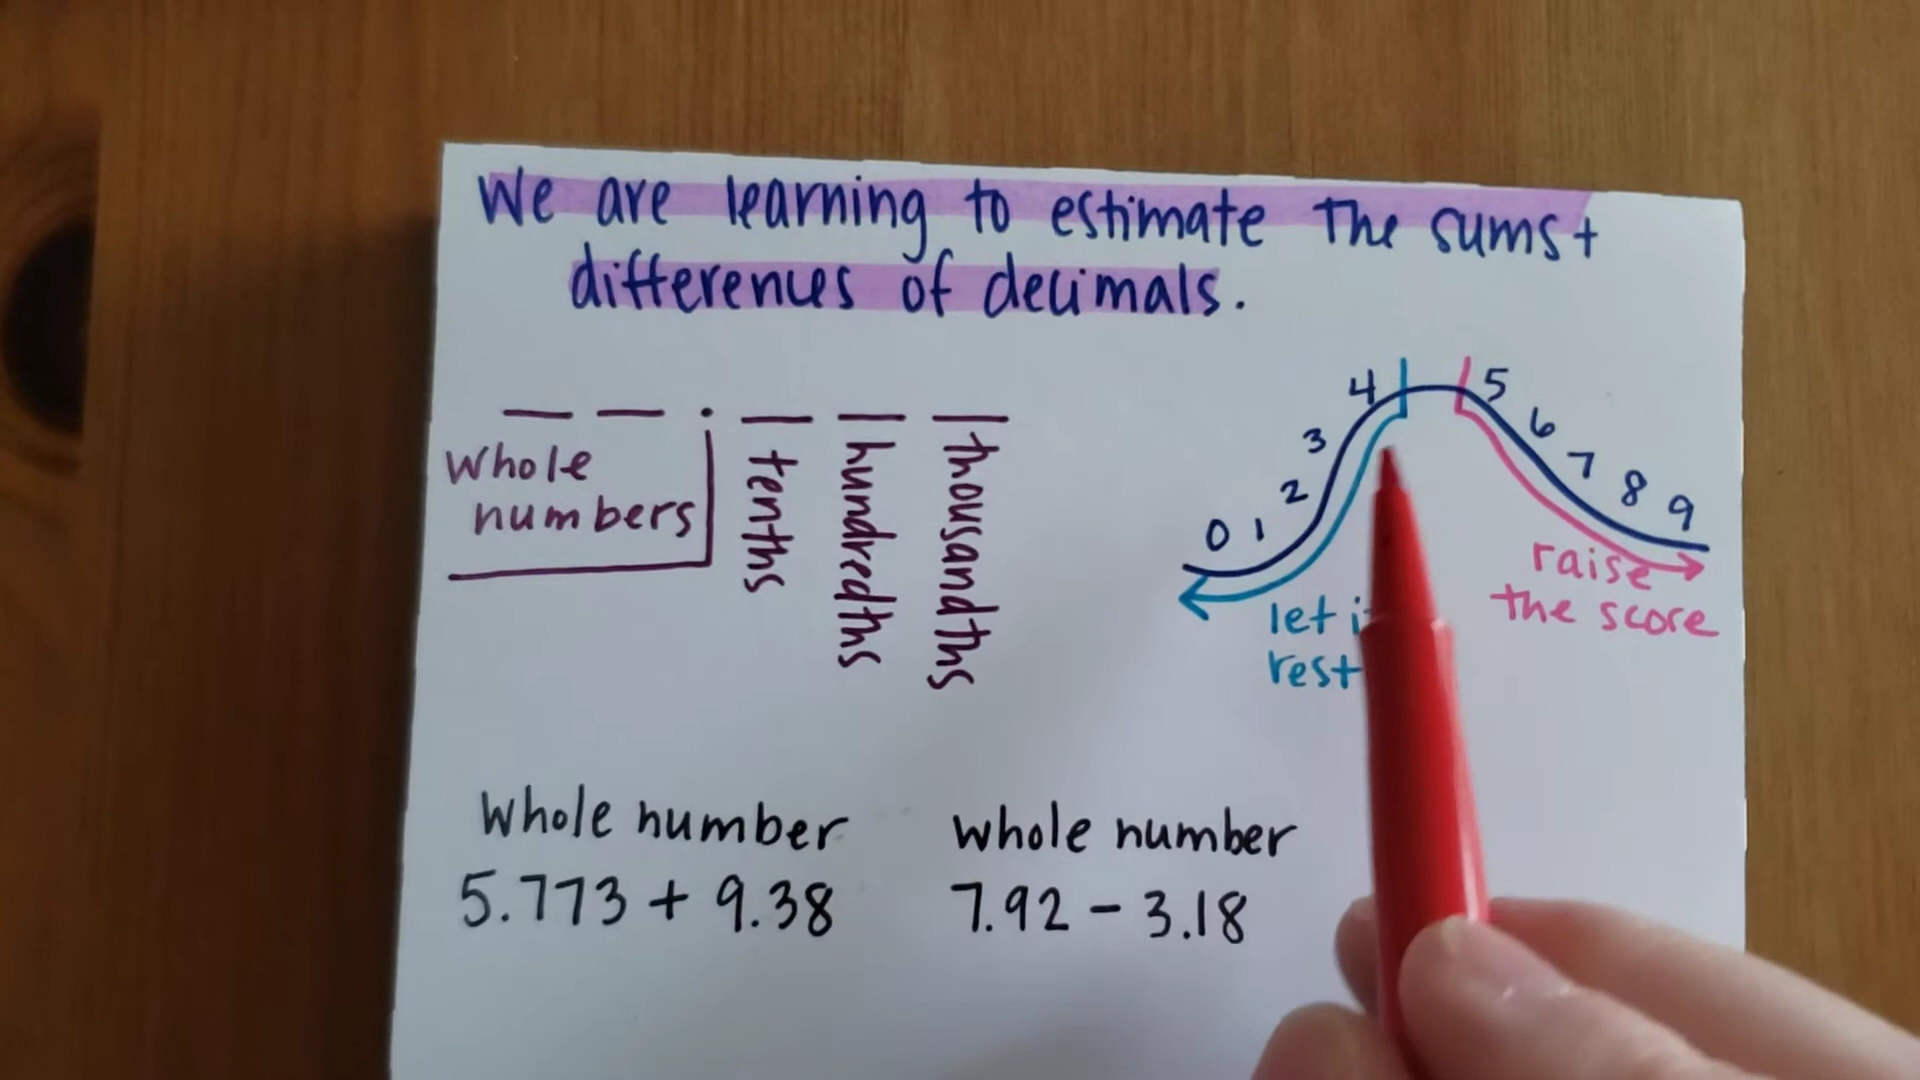 We are learning to estimate the sums +
differences of decimals.
whole
numbers
tenths
hundredths
thousandths
0 1 2 3 4 5 6 7 8 9
let
rest
raise
the score
whole number
5.773 + 9.38
whole number
7.92 - 3.18